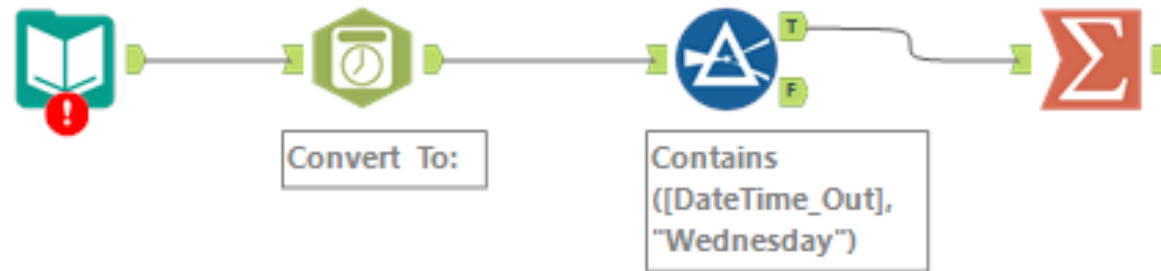 !
T
F
Σ
Convert To:
Contains
([DateTime_Out],
"Wednesday")